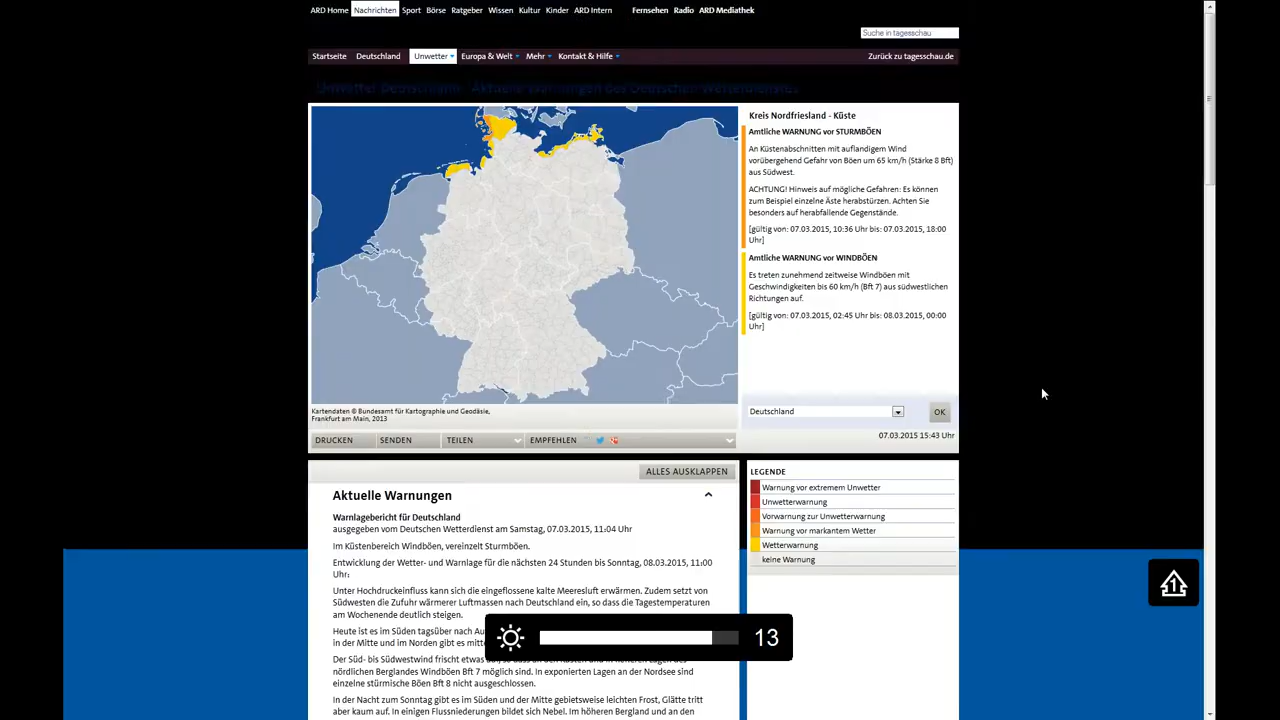 ARD Home Nachrichten Sport Börse Ratgeber Wissen Kultur Kinder ARD Intern Fernsehen Radio ARD Mediathek
Suche in tagesschau
Startseite Deutschland Unwetter Europa & Welt Mehr Kontakt & Hilfe Zurück zu tagesschau.de
Unwetter Deutschland - Aktuelle Warnungen des Deutschen Wetterdienstes
Kreis Nordfriesland - Küste
Amtliche WARNUNG vor STURMBÖEN
An Küstenabschnitten mit auflandigem Wind
vorübergehend Gefahr von Böen um 65 km/h (Stärke 8 Bft)
aus Südwest.
ACHTUNG! Hinweis auf mögliche Gefahren: Es können
zum Beispiel einzelne Äste herabstürzen. Achten Sie
besonders auf herabfallende Gegenstände.
[gültig von: 07.03.2015, 10:36 Uhr bis: 07.03.2015, 18:00
Uhr]
Amtliche WARNUNG vor WINDBÖEN
Es treten zunehmend zeitweise Windböen mit
Geschwindigkeiten bis 60 km/h (Bft 7) aus südwestlichen
Richtungen auf.
[gültig von: 07.03.2015, 02:45 Uhr bis: 08.03.2015, 00:00
Uhr]
Kartendaten © Bundesamt für Kartographie und Geodäsie,
Frankfurt am Main, 2013
Deutschland OK
07.03.2015 15:43 Uhr
DRUCKEN SENDEN TEILEN EMPFEHLEN
ALLES AUSKLAPPEN
Aktuelle Warnungen
Warnlagebericht für Deutschland
ausgegeben vom Deutschen Wetterdienst am Samstag, 07.03.2015, 11:04 Uhr
Im Küstenbereich Windböen, vereinzelt Sturmböen.
Entwicklung der Wetter- und Warnlage für die nächsten 24 Stunden bis Sonntag, 08.03.2015, 11:00
Uhr:
Unter Hochdruckeinfluss kann sich die eingeflossene kalte Meeresluft erwärmen. Zudem setzt von
Südwesten die Zufuhr wärmerer Luftmassen nach Deutschland ein, so dass die Tagestemperaturen
am Wochenende deutlich steigen.
Heute ist es im Süden tagsüber nach
in der Mitte und im Norden gibt es
Der Süd- bis Südwestwind frischt etwas
nördlichen Berglandes Windböen Bft 7 möglich sind. In exponierten Lagen an der Nordsee sind
einzelne stürmische Böen Bft 8 nicht ausgeschlossen.
In der Nacht zum Sonntag gibt es im Süden und der Mitte gebietsweise leichten Frost, Glätte tritt
aber kaum auf. In einigen Flussniederungen bildet sich Nebel. Im höheren Bergland und an den
LEGENDE
Warnung vor extremem Unwetter
Unwetterwarnung
Vorwarnung zur Unwetterwarnung
Warnung vor markantem Wetter
Wetterwarnung
keine Warnung
13
1